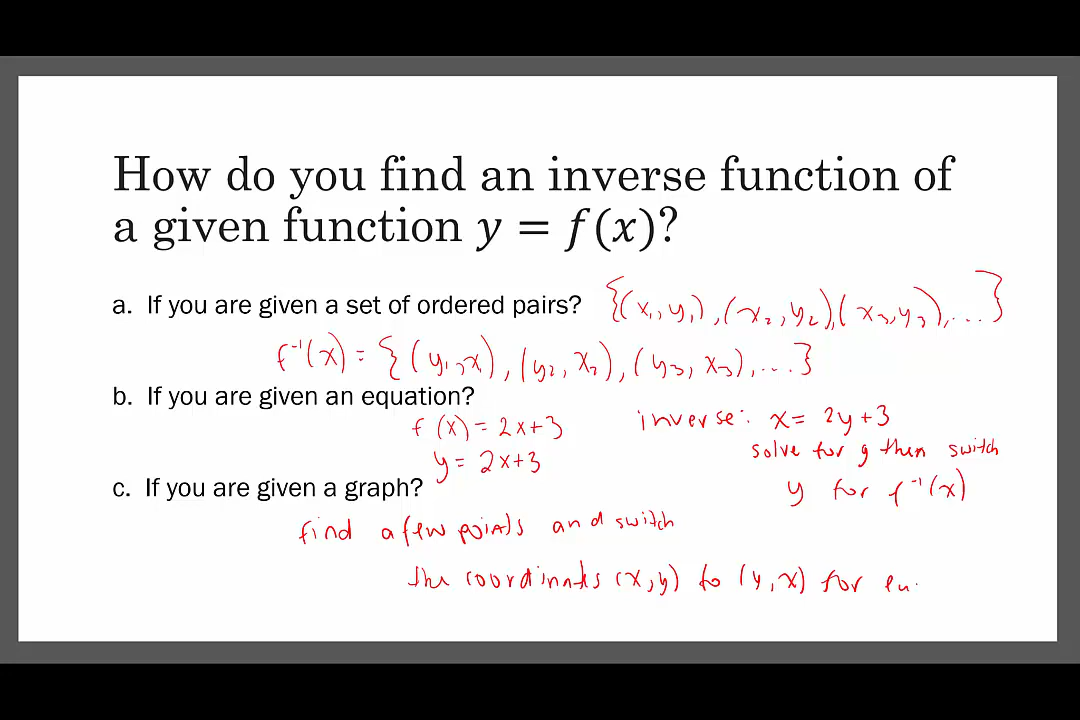 How do you find an inverse function of
a given function y = f(x)?
a. If you are given a set of ordered pairs? {(x₁,y₁),(x₂,y₂),(x₃,y₃),...}
f⁻¹(x) = {(y₁,x),(y₂,x₂),(y₃,x₃),...}
b. If you are given an equation?
f(x) = 2x+3 inverse: x = 2y+3
y = 2x+3 solve for y then switch
y for f⁻¹(x)
c. If you are given a graph?
find a few points and switch
the coordinates (x,y) to (y,x) for